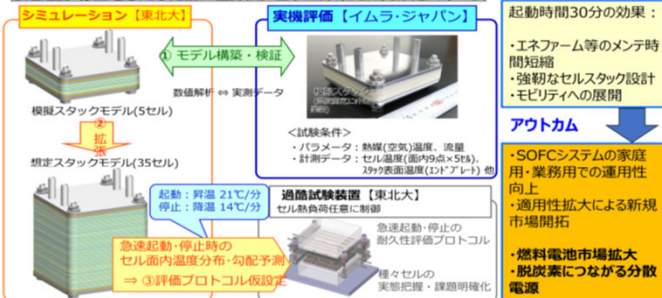 シミュレーション【東北大】
模擬スタックモデル(5セル)
②
拡張
想定スタックモデル(35セル)
① モデル構築・検証
数値解析 ⇔ 実測データ
実機評価【イムラ・ジャパン】
<試験条件>
・パラメータ:熱媒(空気)温度、流量
・計測データ:セル温度(面内9点×5ｾﾙ)、
ｽﾀｯｸ表面温度(ｴﾝﾄﾞﾌﾟﾚｰﾄ) 他
起動:昇温 21℃/分
停止:降温 14℃/分
急速起動・停止時の
セル面内温度分布・勾配予測
⇒ ③評価プロトコル仮設定
過酷試験装置【東北大】
セル熱負荷任意に制御
急速起動・停止の
耐久性評価プロトコル
種々セルの
実態把握・課題明確化
起動時間30分の効果:
・エネファーム等のメンテ時
間短縮
・強靭なセルスタック設計
・モビリティへの展開
アウトカム
・SOFCシステムの家庭
用・業務用での運用性
向上
・適用性拡大による新規
市場開拓
・燃料電池市場拡大
・脱炭素につながる分散
電源